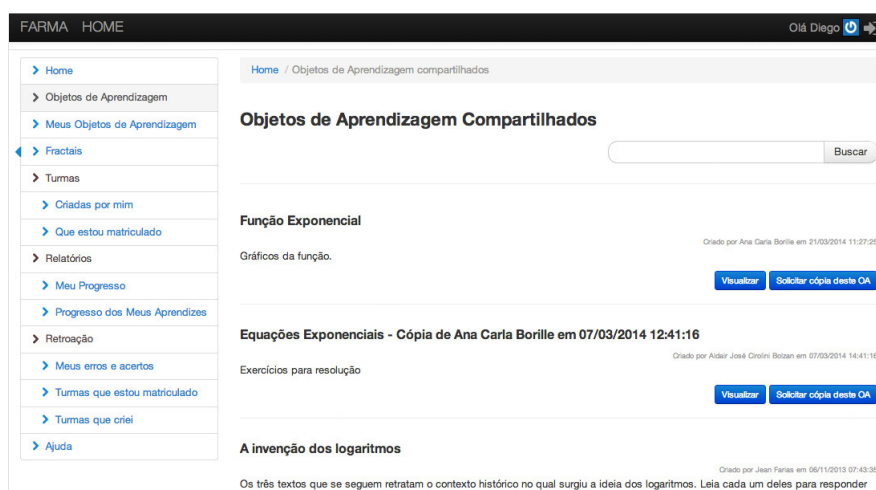 FARMA HOME
Olá Diego
Home
Objetos de Aprendizagem
Meus Objetos de Aprendizagem
Fractais
Turmas
Criadas por mim
Que estou matriculado
Relatórios
Meu Progresso
Progresso dos Meus Aprendizes
Retroação
Meus erros e acertos
Turmas que estou matriculado
Turmas que criei
Ajuda
Home / Objetos de Aprendizagem compartilhados
Objetos de Aprendizagem Compartilhados
Buscar
Função Exponencial
Criado por Ana Carla Borille em 21/03/2014 11:27:25
Gráficos da função.
Visualizar Solicitar cópia deste OA
Equações Exponenciais - Cópia de Ana Carla Borille em 07/03/2014 12:41:16
Criado por Aldair José Cirolini Bolzan em 07/03/2014 14:41:16
Exercícios para resolução
Visualizar Solicitar cópia deste OA
A invenção dos logaritmos
Criado por Jean Farias em 06/11/2013 07:43:35
Os três textos que se seguem retratam o contexto histórico no qual surgiu a ideia dos logaritmos. Leia cada um deles para responder